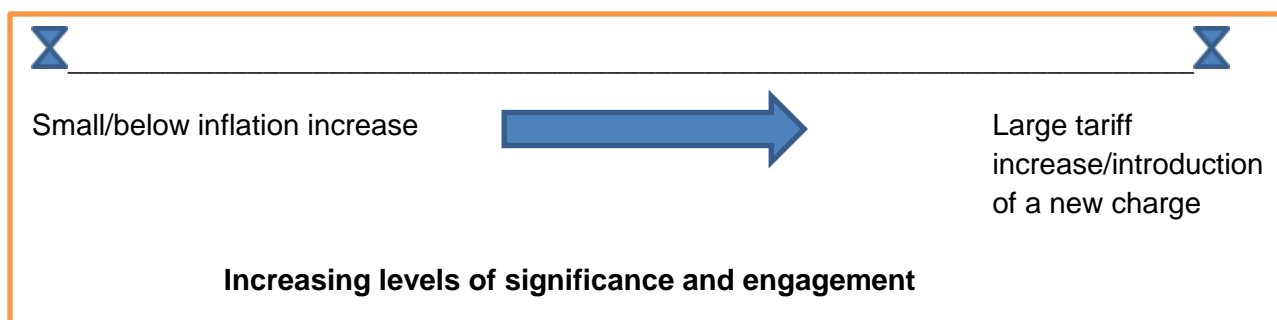 Small/below inflation increase
Large tariff
increase/introduction
of a new charge
Increasing levels of significance and engagement